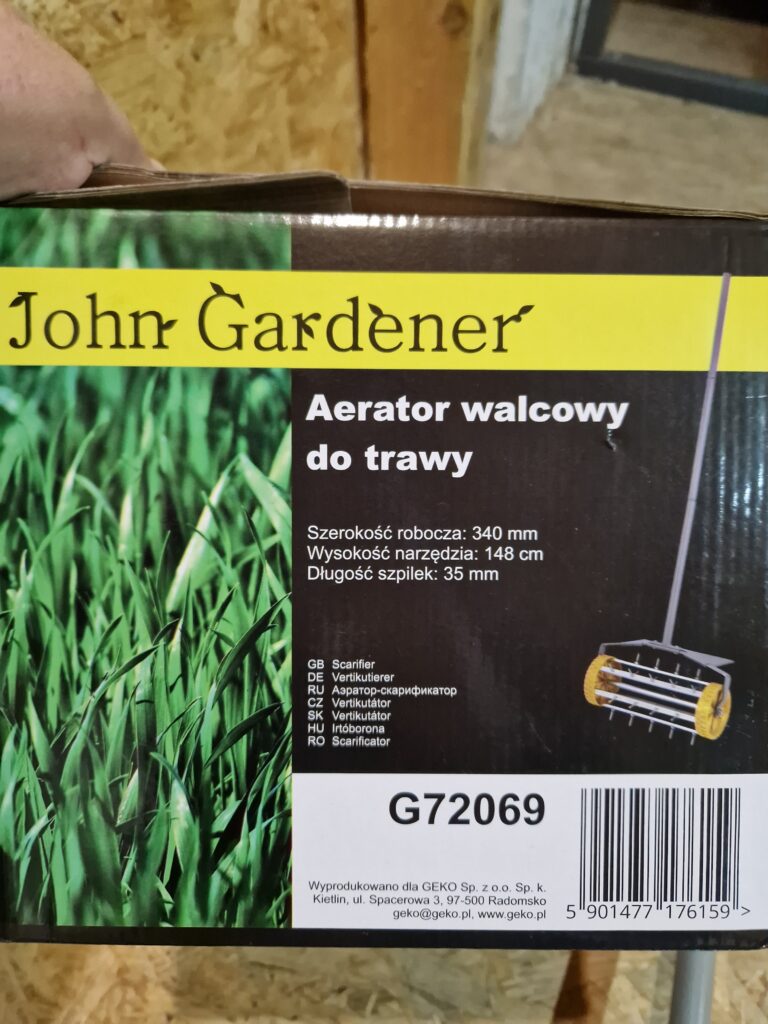 John Gardener
Aerator walcowy
do trawy
Szerokość robocza: 340 mm
Wysokość narzędzia: 148 cm
Długość szpilek: 35 mm
GB Scarifier
DE Vertikutierer
RU Аэратор-скарификатор
CZ Vertikutátor
SK Vertikutátor
HU Irtóborona
RO Scarificator
G72069
Wyprodukowano dla GEKO Sp. z o.o. Sp. k.
Kietlin, ul. Spacerowa 3, 97-500 Radomsko
geko@geko.pl, www.geko.pl
5 901477 176159 >